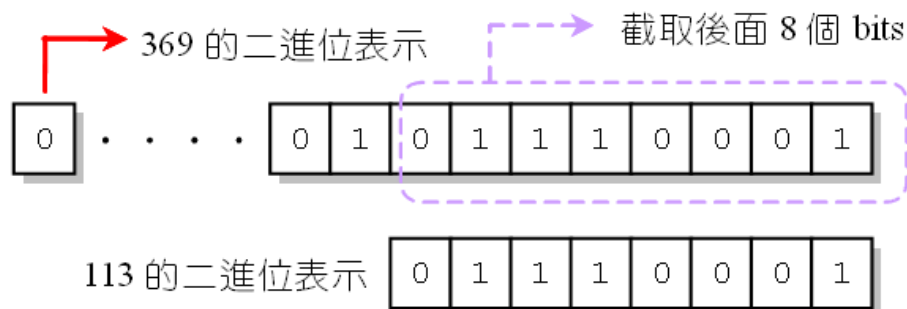 369 的二進位表示
截取後面 8 個 bits
0 · · · · 0 1 0 1 1 1 0 0 0 1
113 的二進位表示 0 1 1 1 0 0 0 1